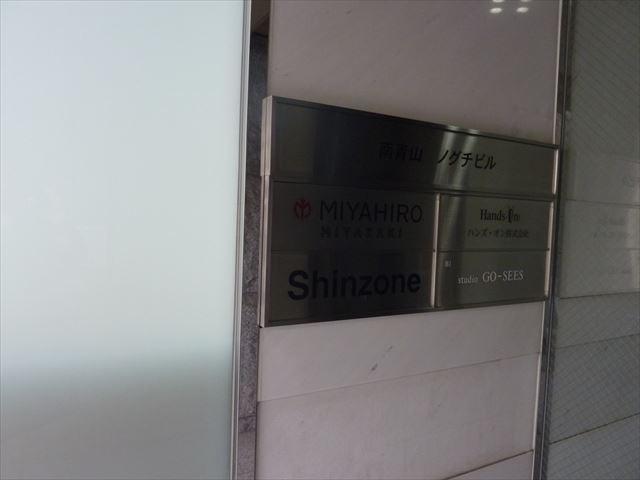 南青山 ノグチビル
MIYAHIRO
MIYAZAKI
Hands-On
ハンズ・オン株式会社
Shinzone
B1
studio GO-SEES